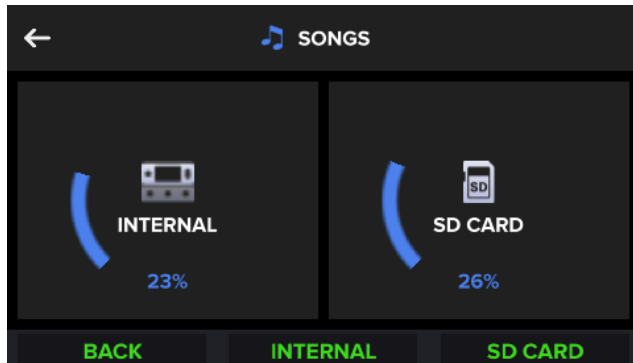 SONGS
INTERNAL
SD
SD CARD
23%
26%
BACK
INTERNAL
SD CARD